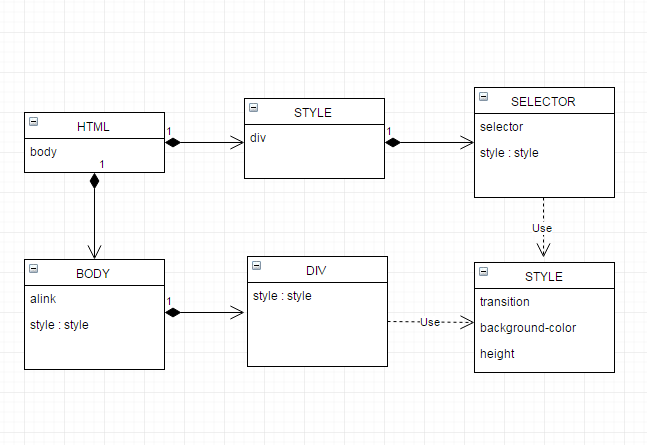 HTML
body
1
1
STYLE
div
1
SELECTOR
selector
style : style
Use
BODY
alink
style : style
1
DIV
style : style
Use
STYLE
transition
background-color
height